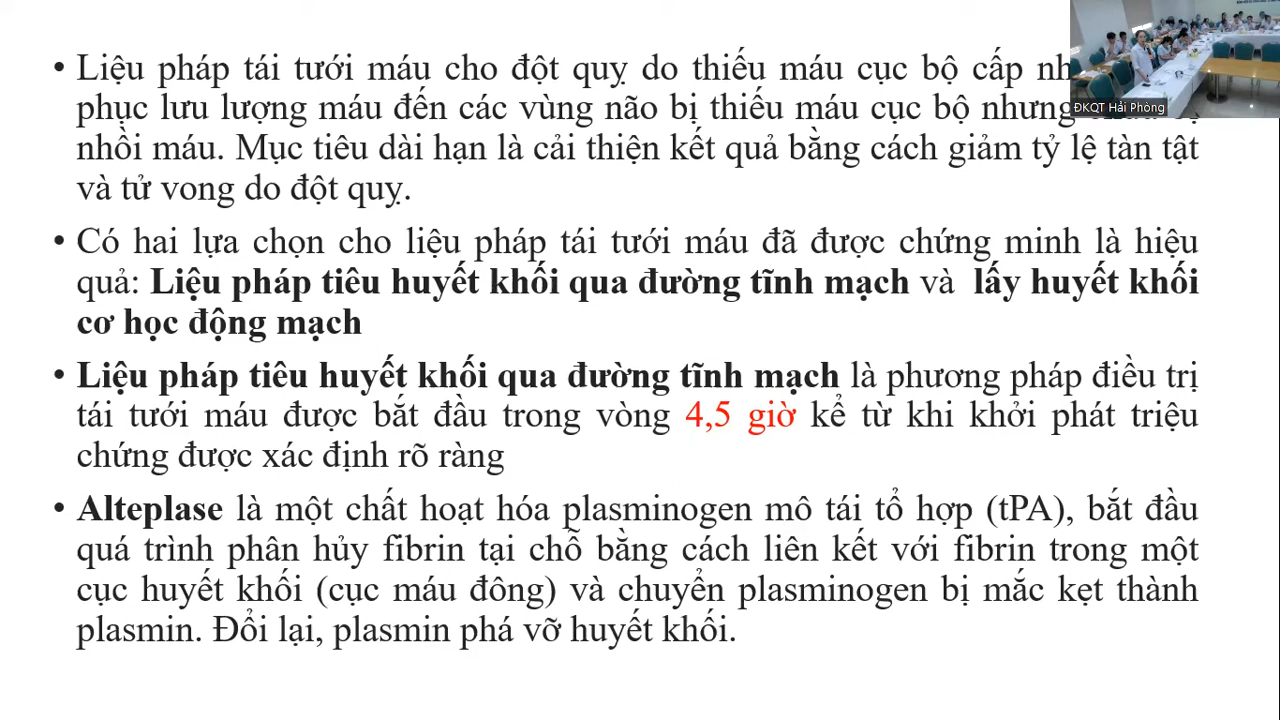 • Liệu pháp tái tưới máu cho đột quỵ do thiếu máu cục bộ cấp
phục lưu lượng máu đến các vùng não bị thiếu máu cục bộ nhưng
nhồi máu. Mục tiêu dài hạn là cải thiện kết quả bằng cách giảm tỷ lệ tàn tật
và tử vong do đột quỵ.
• Có hai lựa chọn cho liệu pháp tái tưới máu đã được chứng minh là hiệu
quả: Liệu pháp tiêu huyết khối qua đường tĩnh mạch và lấy huyết khối
cơ học động mạch
• Liệu pháp tiêu huyết khối qua đường tĩnh mạch là phương pháp điều trị
tái tưới máu được bắt đầu trong vòng 4,5 giờ kể từ khi khởi phát triệu
chứng được xác định rõ ràng
• Alteplase là một chất hoạt hóa plasminogen mô tái tổ hợp (tPA), bắt đầu
quá trình phân hủy fibrin tại chỗ bằng cách liên kết với fibrin trong một
cục huyết khối (cục máu đông) và chuyển plasminogen bị mắc kẹt thành
plasmin. Đổi lại, plasmin phá vỡ huyết khối.
ĐKQT Hải Phòng